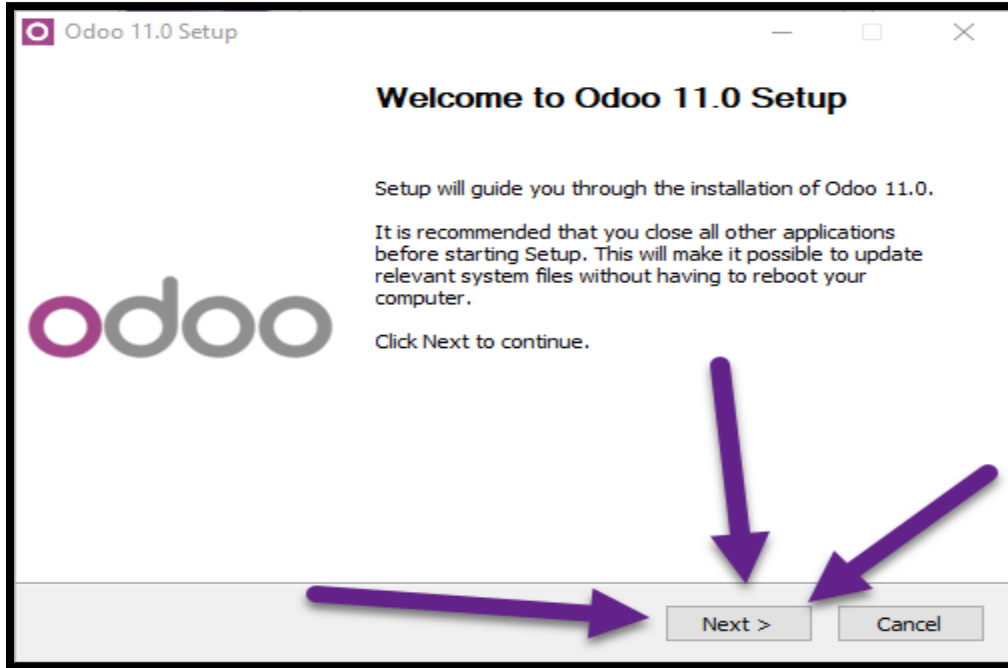 Odoo 11.0 Setup
Welcome to Odoo 11.0 Setup
Setup will guide you through the installation of Odoo 11.0.
It is recommended that you close all other applications
before starting Setup. This will make it possible to update
relevant system files without having to reboot your
computer.
odoo
Click Next to continue.
Next >
Cancel